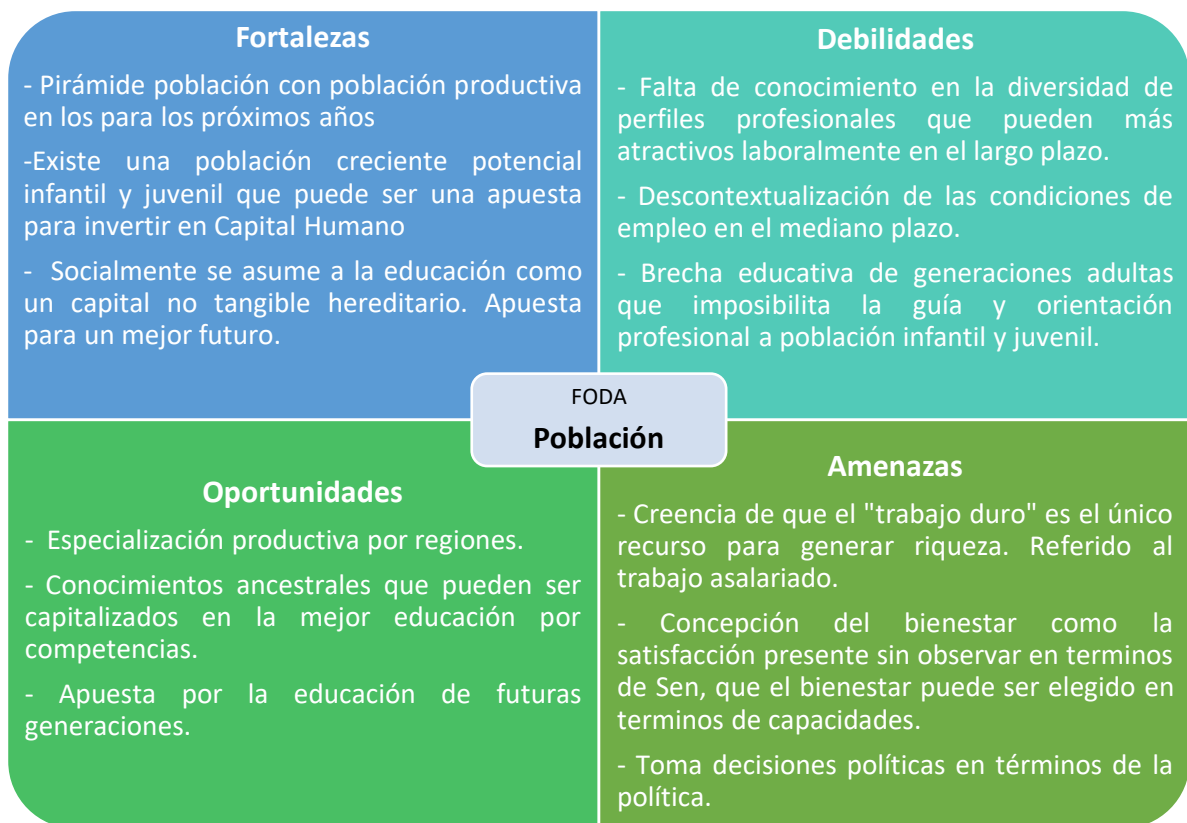 Fortalezas
- Pirámide población con población productiva
en los para los próximos años
-Existe una población creciente potencial
infantil y juvenil que puede ser una apuesta
para invertir en Capital Humano
- Socialmente se asume a la educación como
un capital no tangible hereditario. Apuesta
para un mejor futuro.
Debilidades
- Falta de conocimiento en la diversidad de
perfiles profesionales que pueden más
atractivos laboralmente en el largo plazo.
- Descontextualización de las condiciones de
empleo en el mediano plazo.
- Brecha educativa de generaciones adultas
que imposibilita la guía y orientación
profesional a población infantil y juvenil.
FODA
Población
Oportunidades
- Especialización productiva por regiones.
- Conocimientos ancestrales que pueden ser
capitalizados en la mejor educación por
competencias.
- Apuesta por la educación de futuras
generaciones.
Amenazas
- Creencia de que el "trabajo duro" es el único
recurso para generar riqueza. Referido al
trabajo asalariado.
- Concepción del bienestar como la
satisfacción presente sin observar en terminos
de Sen, que el bienestar puede ser elegido en
terminos de capacidades.
- Toma decisiones políticas en términos de la
política.